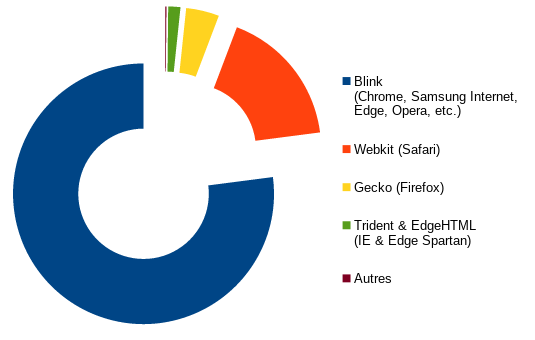 Blink
(Chrome, Samsung Internet,
Edge, Opera, etc.)
Webkit (Safari)
Gecko (Firefox)
Trident & EdgeHTML
(IE & Edge Spartan)
Autres